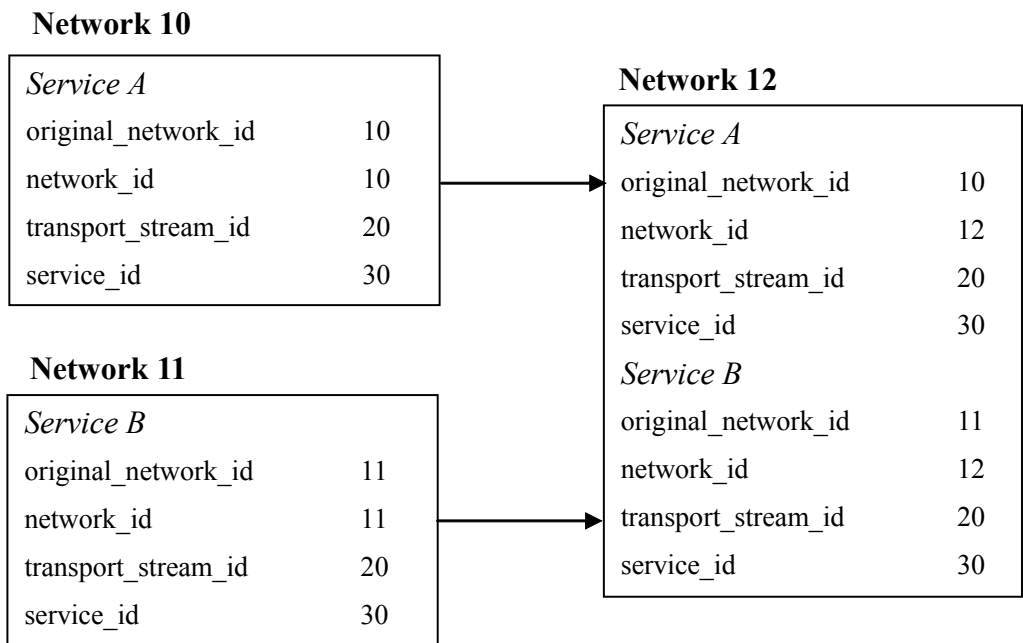 Network 10
Service A
original_network_id 10
network_id 10
transport_stream_id 20
service_id 30
Network 11
Service B
original_network_id 11
network_id 11
transport_stream_id 20
service_id 30
Network 12
Service A
original_network_id 10
network_id 12
transport_stream_id 20
service_id 30
Service B
original_network_id 11
network_id 12
transport_stream_id 20
service_id 30